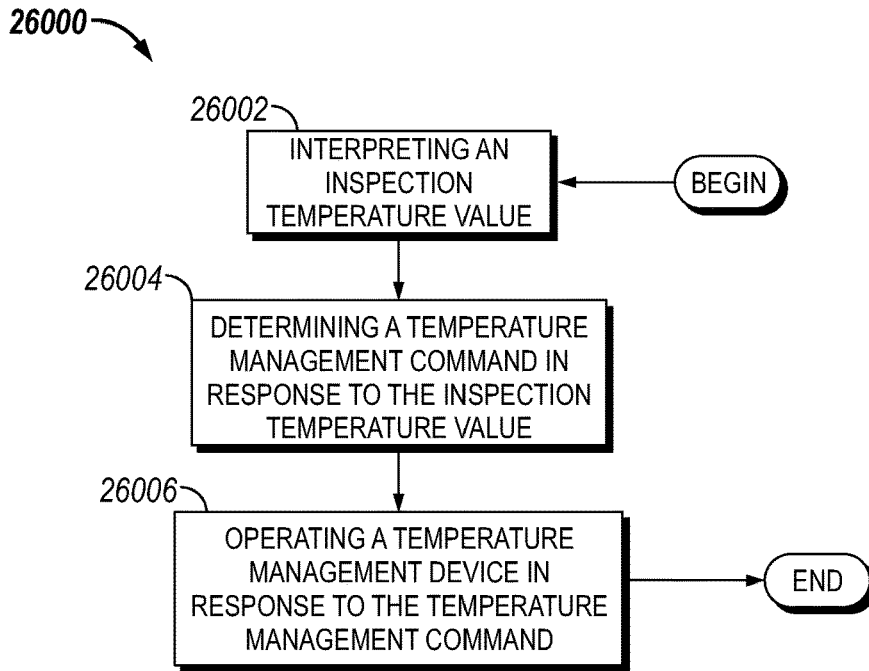 26000
26002
INTERPRETING AN
INSPECTION
TEMPERATURE VALUE
BEGIN
26004
DETERMINING A TEMPERATURE
MANAGEMENT COMMAND IN
RESPONSE TO THE INSPECTION
TEMPERATURE VALUE
26006
OPERATING A TEMPERATURE
MANAGEMENT DEVICE IN
RESPONSE TO THE TEMPERATURE
MANAGEMENT COMMAND
END